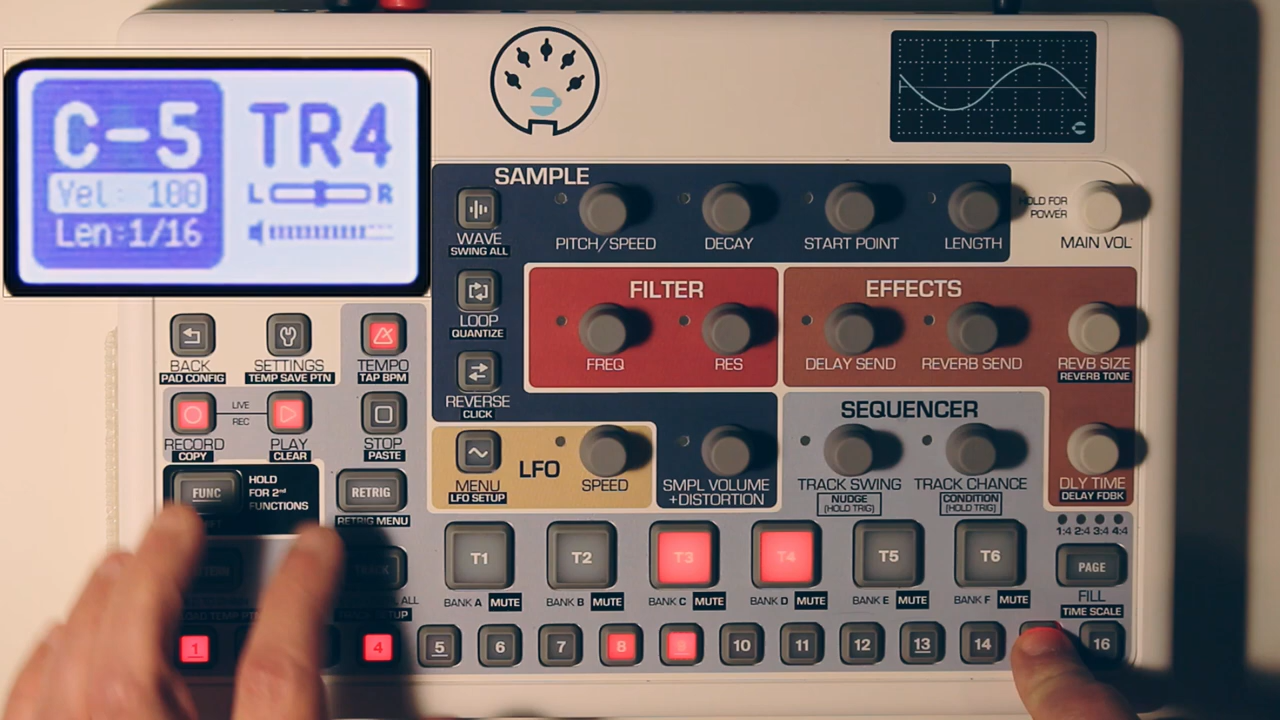 C-5
TR4
Vel: 100
L R
Len:1/16
SAMPLE
WAVE
SWING ALL
PITCH/SPEED
DECAY
START POINT
LENGTH
HOLD FOR
POWER
MAIN VOL
LOOP
QUANTIZE
FILTER
FREQ
RES
EFFECTS
DELAY SEND
REVERB SEND
REVB SIZE
REVERB TONE
BACK
PAD CONFIG
SETTINGS
TEMP SAVE PTN
TEMPO
TAP BPM
REVERSE
CLICK
RECORD
COPY
LIVE
REC
PLAY
CLEAR
STOP
PASTE
MENU
LFO SETUP
LFO
SPEED
SMPL VOLUME
+DISTORTION
SEQUENCER
TRACK SWING
NUDGE
(HOLD TRIG)
TRACK CHANCE
CONDITION
(HOLD TRIG)
DLY TIME
DELAY FDBK
FUNC
HOLD
FOR 2nd
FUNCTIONS
RETRIG
RETRIG MENU
1:4 2:4 3:4 4:4
T1
T2
T3
T4
T5
T6
PAGE
FILL
TIME SCALE
TRACK
BANK A MUTE
BANK B MUTE
BANK C MUTE
BANK D MUTE
BANK E MUTE
BANK F MUTE
1
4
5
6
7
8
9
10
11
12
13
14
16